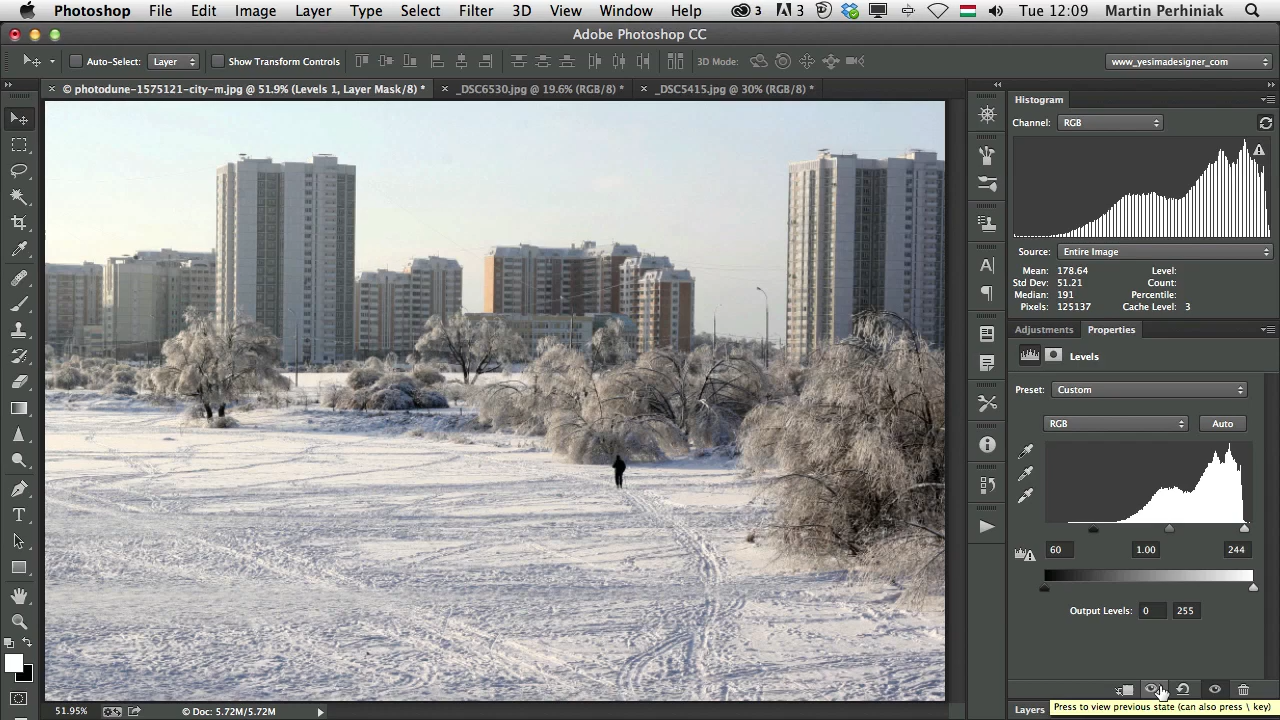 Photoshop File Edit Image Layer Type Select Filter 3D View Window Help 3 3 Tue 12:09 Martin Perhiniak
Adobe Photoshop CC
Auto-Select: Layer Show Transform Controls 3D Mode: www_yesimadesigner_com
× © photodune-1575121-city-m.jpg @ 51.9% (Levels 1, Layer Mask/8) * × _DSC6530.jpg @ 19.6% (RGB/8) * × _DSC5415.jpg @ 30% (RGB/8) *
Histogram
Channel: RGB
Source: Entire Image
Mean: 178.64 Level:
Std Dev: 51.21 Count:
Median: 191 Percentile:
Pixels: 125137 Cache Level: 3
Adjustments Properties
Levels
Preset: Custom
RGB Auto
60 1.00 244
Output Levels: 0 255
Press to view previous state (can also press \ key)
Layers
51.95% © Doc: 5.72M/5.72M